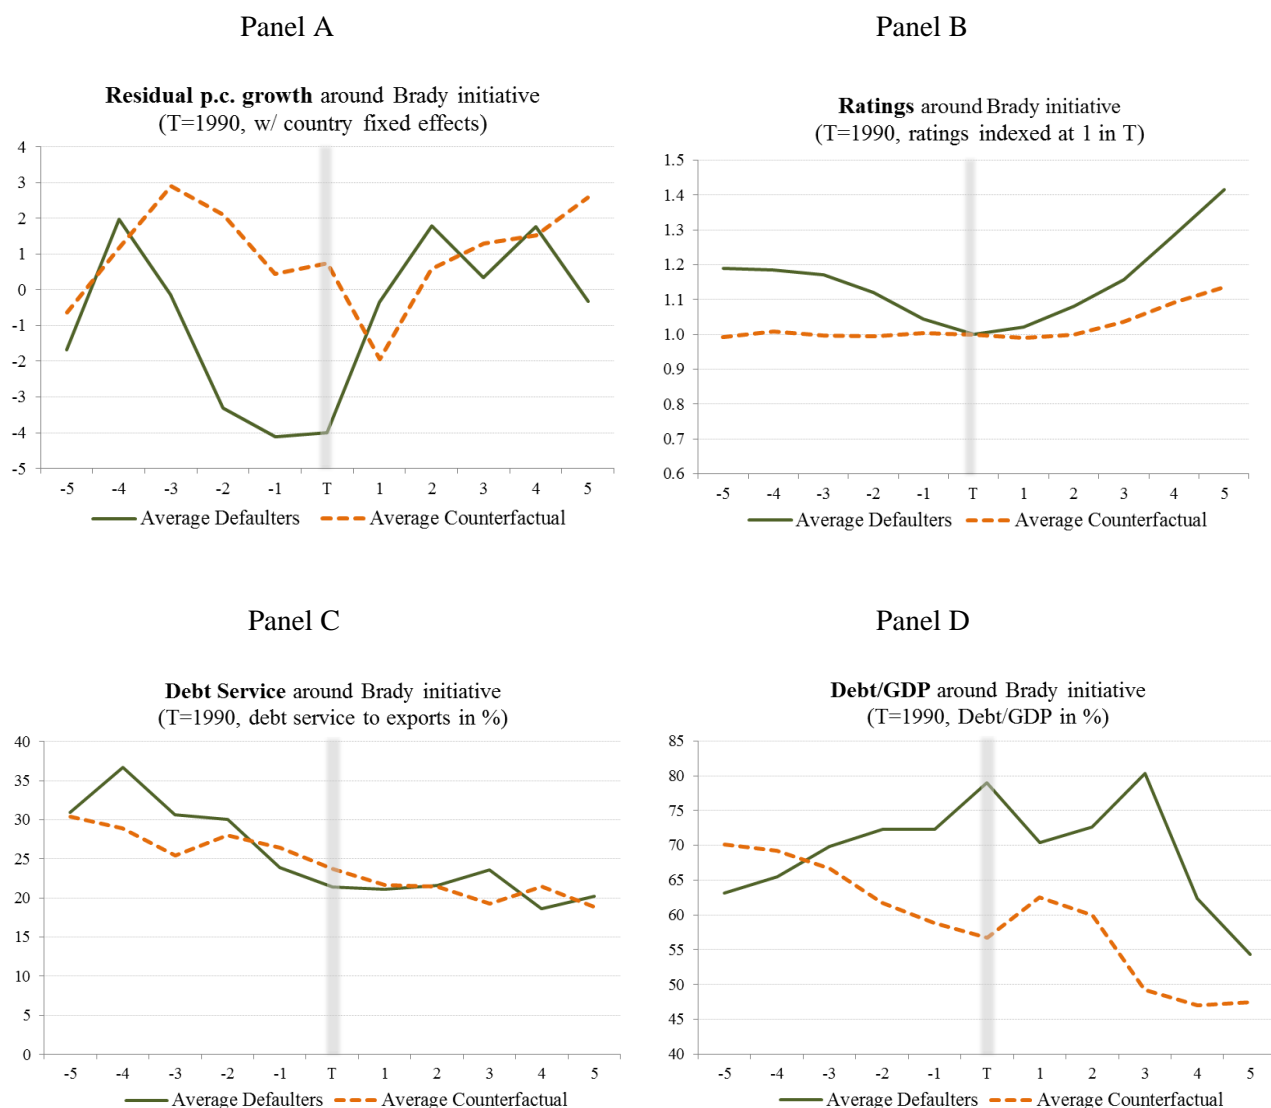 Panel A
Residual p.c. growth around Brady initiative
(T=1990, w/ country fixed effects)
4
3
2
1
0
-1
-2
-3
-4
-5
-5 -4 -3 -2 -1 T 1 2 3 4 5
Average Defaulters Average Counterfactual
Panel B
Ratings around Brady initiative
(T=1990, ratings indexed at 1 in T)
1.5
1.4
1.3
1.2
1.1
1.0
0.9
0.8
0.7
0.6
-5 -4 -3 -2 -1 T 1 2 3 4 5
Average Defaulters Average Counterfactual
Panel C
Debt Service around Brady initiative
(T=1990, debt service to exports in %)
40
35
30
25
20
15
10
5
0
-5 -4 -3 -2 -1 T 1 2 3 4 5
Average Defaulters Average Counterfactual
Panel D
Debt/GDP around Brady initiative
(T=1990, Debt/GDP in %)
85
80
75
70
65
60
55
50
45
40
-5 -4 -3 -2 -1 T 1 2 3 4 5
Average Defaulters Average Counterfactual